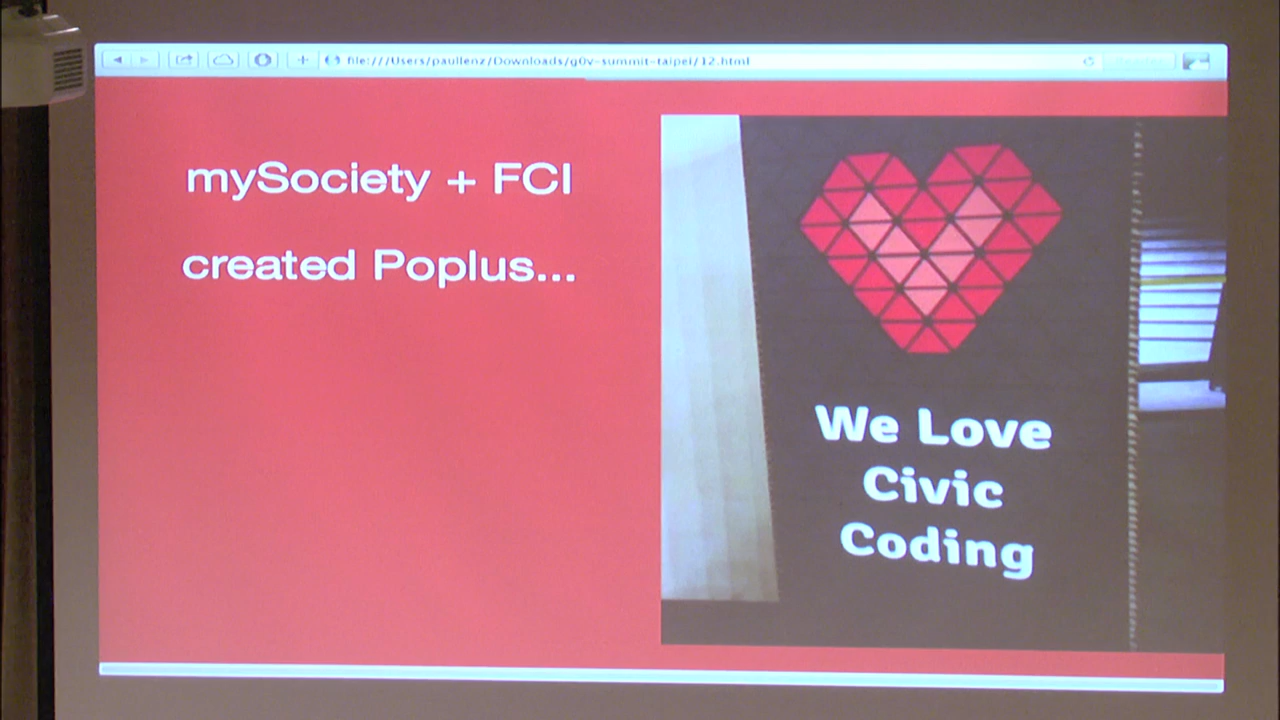 file:///Users/paullenz/Downloads/g0v-summit-taipei/12.html
mySociety + FCI
created Poplus...
We Love
Civic
Coding